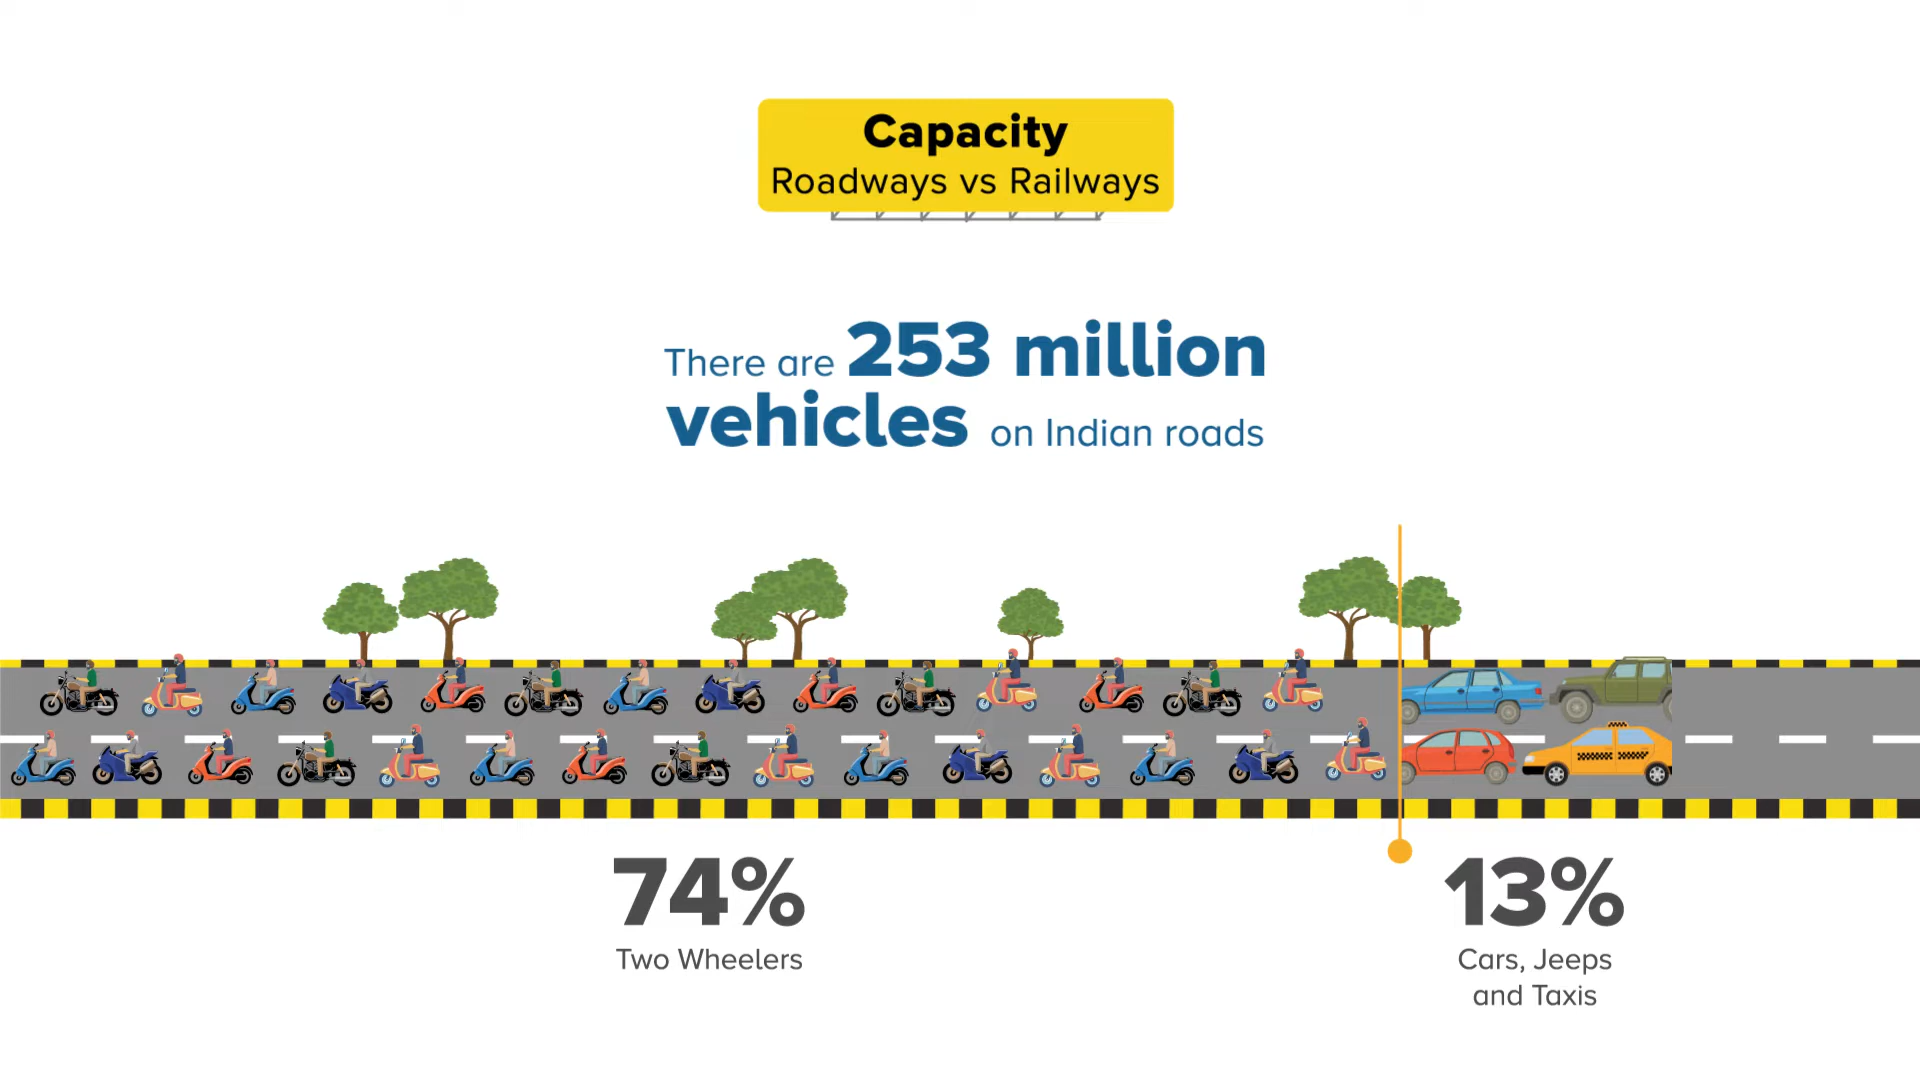 Capacity
Roadways vs Railways
There are 253 million
vehicles on Indian roads
74%
Two Wheelers
13%
Cars, Jeeps
and Taxis